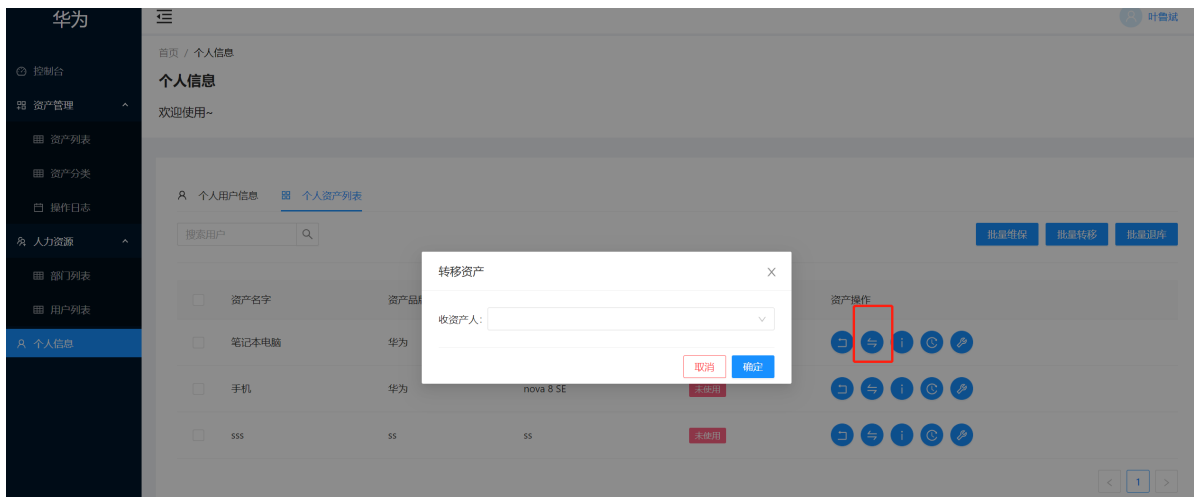 华为
叶鲁斌
首页 / 个人信息
个人信息
欢迎使用~
控制台
资产管理
资产列表
资产分类
操作日志
人力资源
部门列表
用户列表
个人信息
个人用户信息 个人资产列表
搜索用户
批量维保 批量转移 批量退库
转移资产
收资产人:
取消 确定
资产名字 资产品 资产操作
笔记本电脑 华为
手机 华为 nova 8 SE 未使用
sss ss ss 未使用
1